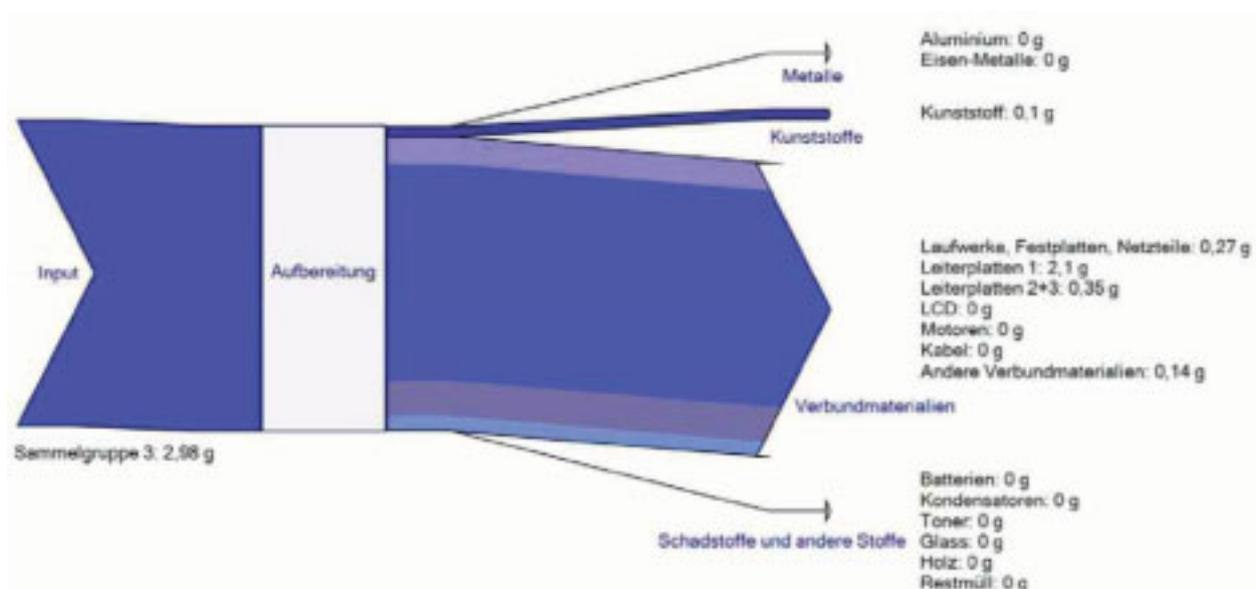 Aluminium: 0 g
Eisen-Metalle: 0 g
Metalle
Kunststoff: 0,1 g
Kunststoffe
Input
Aufbereitung
Laufwerke, Festplatten, Netzteile: 0,27 g
Leiterplatten 1: 2,1 g
Leiterplatten 2+3: 0,35 g
LCD: 0 g
Motoren: 0 g
Kabel: 0 g
Andere Verbundmaterialien: 0,14 g
Verbundmaterialien
Sammelgruppe 3: 2,98 g
Batterien: 0 g
Kondensatoren: 0 g
Toner: 0 g
Schadstoffe und andere Stoffe
Glass: 0 g
Holz: 0 g
Restmüll: 0 g